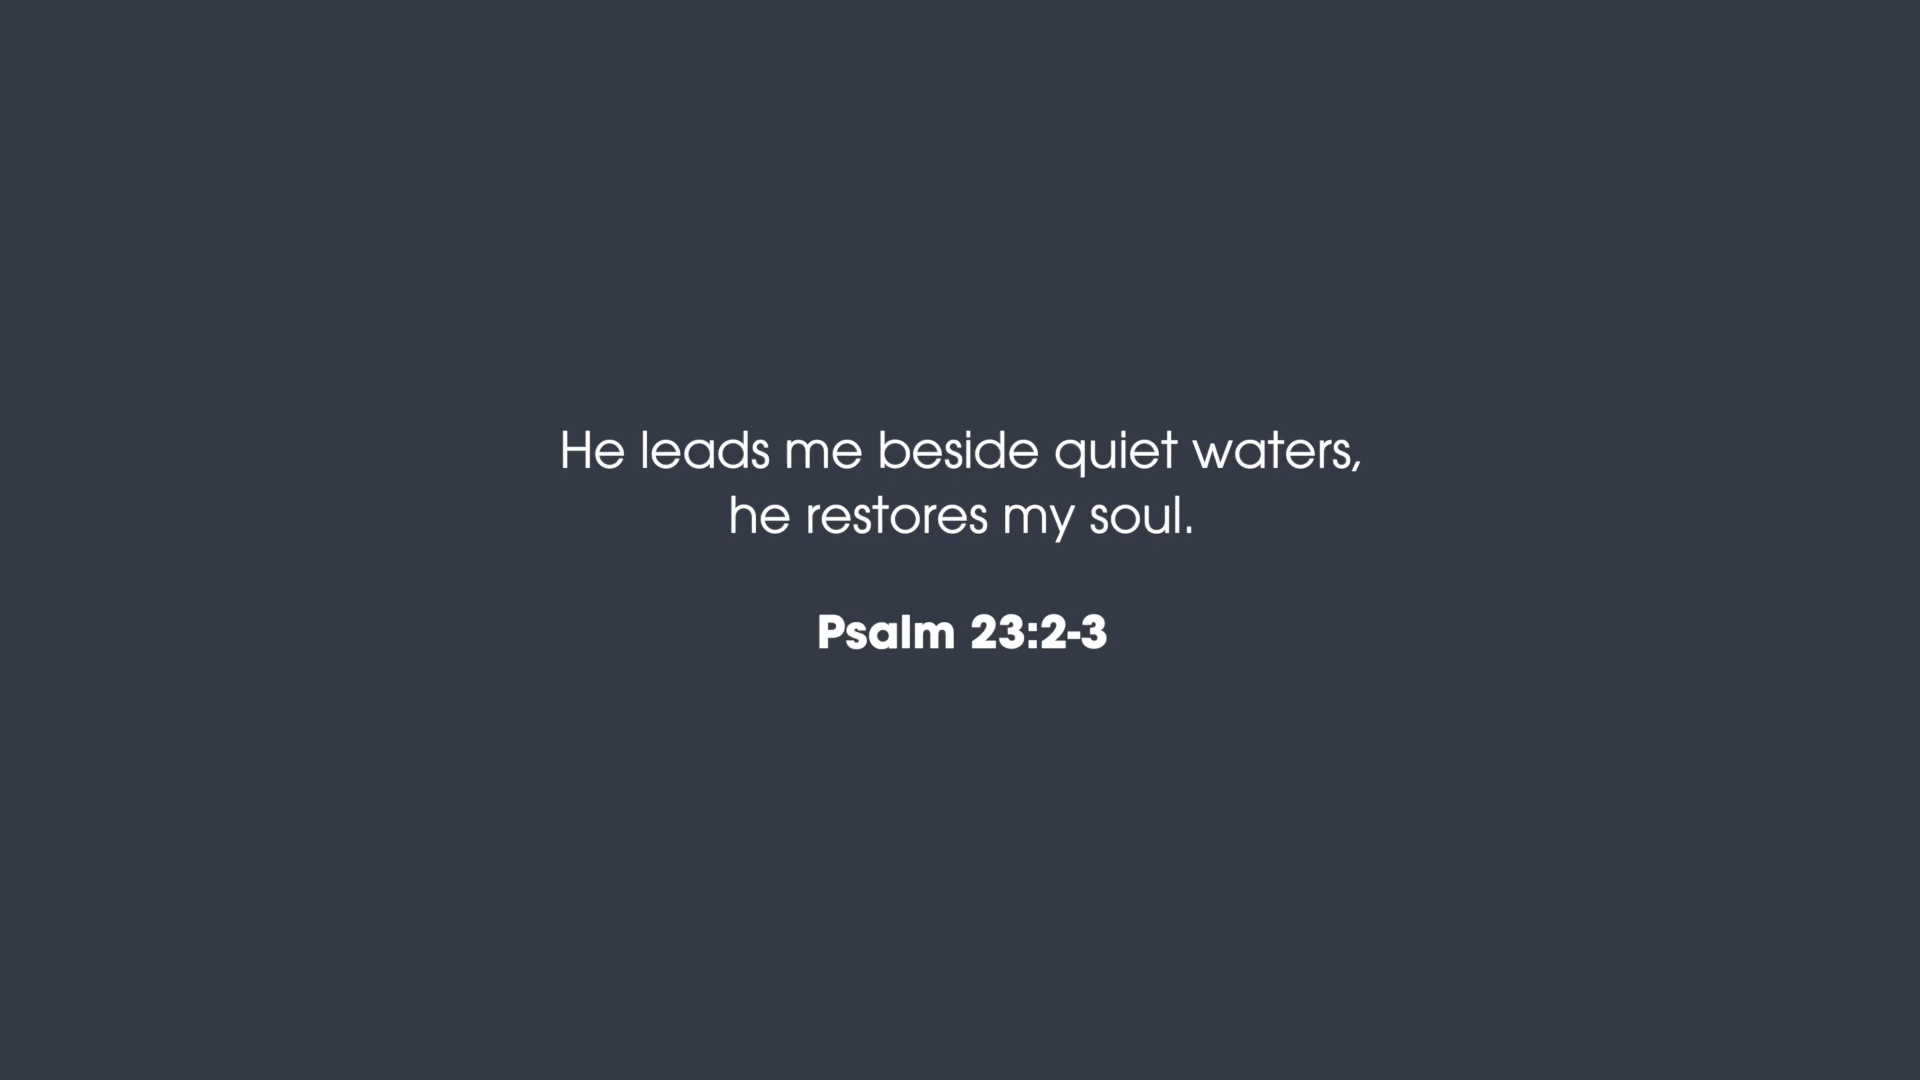 He leads me beside quiet waters,
he restores my soul.
Psalm 23:2-3